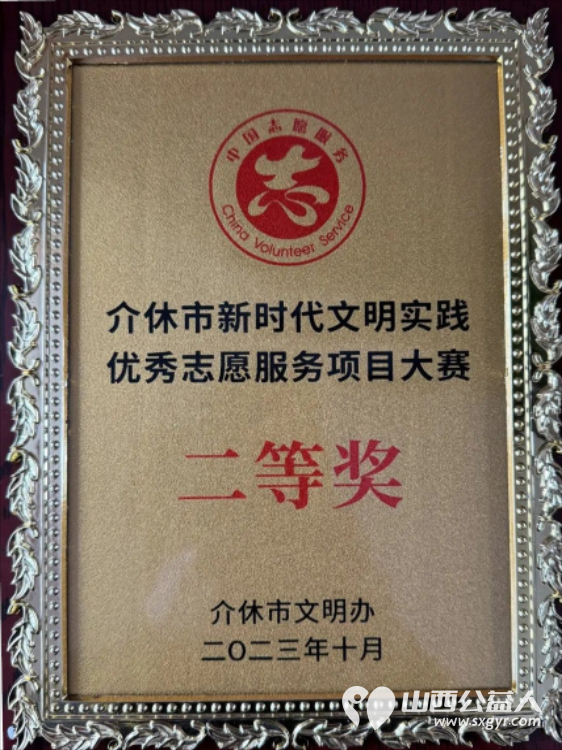 中国志愿服务
志
China Volunteer Service
介休市新时代文明实践
优秀志愿服务项目大赛
二等奖
介休市文明办
二〇二三年十月
山西公益人
www.sxgyr.com